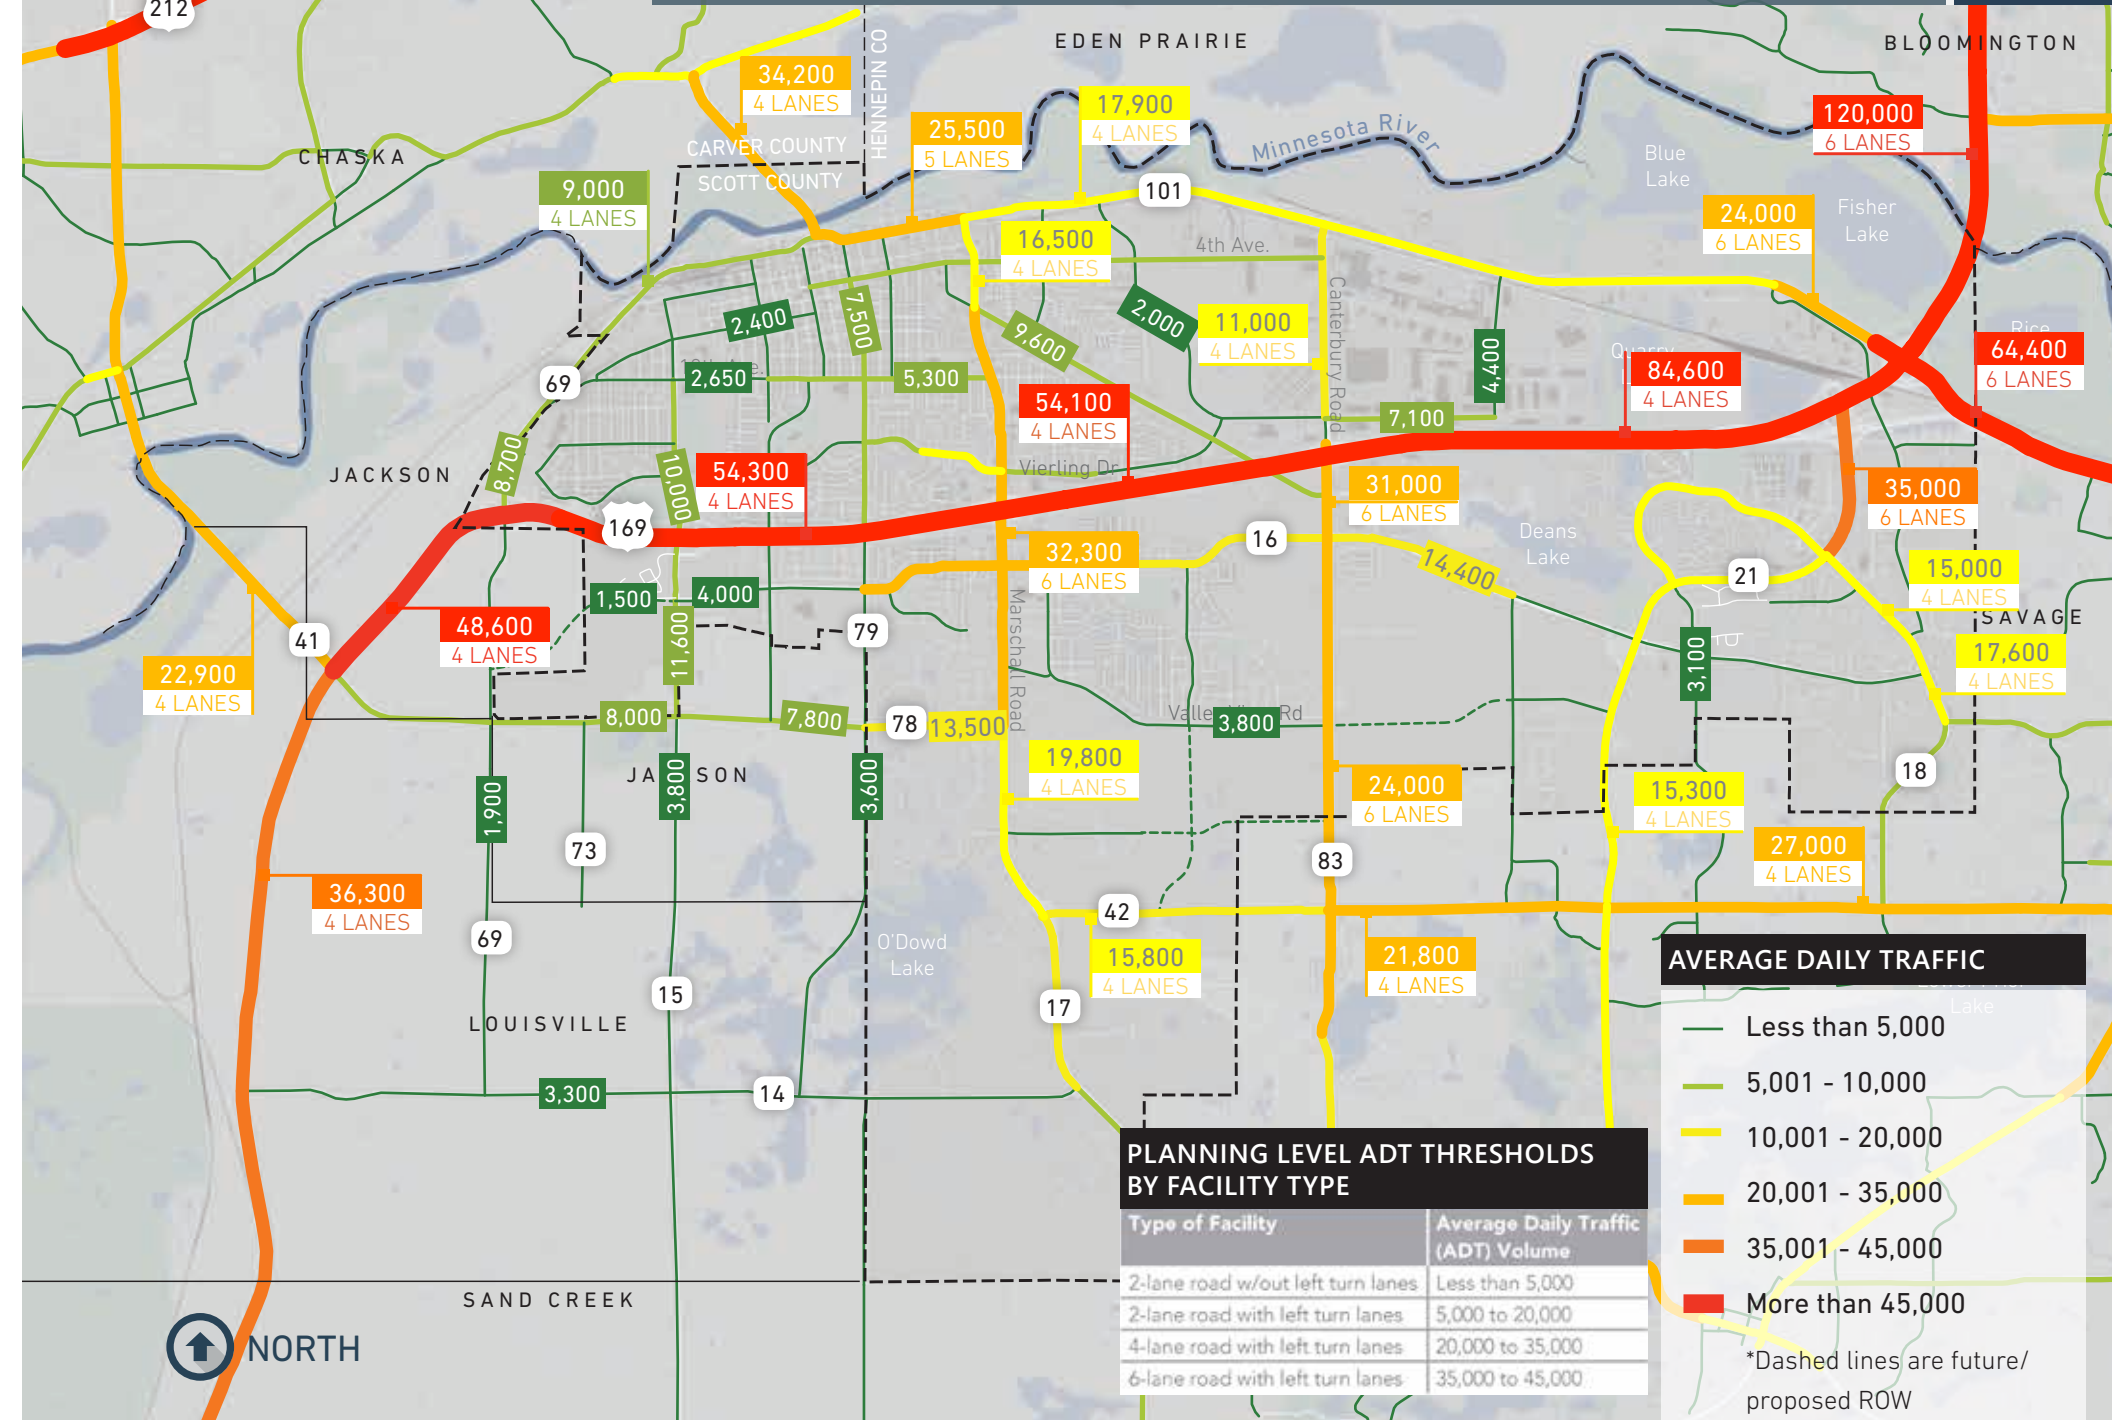 212
EDEN PRAIRIE
BLOOMINGTON
HENNEPIN CO
34,200
4 LANES
17,900
4 LANES
120,000
6 LANES
25,500
5 LANES
Minnesota River
CARVER COUNTY
SCOTT COUNTY
CHASKA
Blue
Lake
9,000
4 LANES
101
24,000
6 LANES
Fisher
Lake
16,500
4 LANES
4th Ave.
Canterbury Road
2,400
7,500
9,600
2,000
11,000
4 LANES
4,400
Rice
64,400
6 LANES
Quarry
84,600
4 LANES
69
2,650
5,300
54,100
4 LANES
7,100
8,700
JACKSON
10,000
54,300
4 LANES
Vierling Dr
31,000
6 LANES
35,000
6 LANES
169
16
Deans
Lake
32,300
6 LANES
14,400
21
15,000
4 LANES
1,500
4,000
Marschal Road
48,600
4 LANES
41
11,600
79
SAVAGE
3,100
17,600
4 LANES
22,900
4 LANES
8,000
7,800
78
13,500
Rd
3,800
JA SON
3,800
3,600
1,900
19,800
4 LANES
24,000
6 LANES
15,300
4 LANES
18
73
83
27,000
4 LANES
36,300
4 LANES
42
69
O'Dowd
Lake
15,800
4 LANES
21,800
4 LANES
15
17
LOUISVILLE
3,300
14
SAND CREEK
NORTH
PLANNING LEVEL ADT THRESHOLDS
BY FACILITY TYPE
Type of Facility Average Daily Traffic
(ADT) Volume
2-lane road w/out left turn lanes Less than 5,000
2-lane road with left turn lanes 5,000 to 20,000
4-lane road with left turn lanes 20,000 to 35,000
6-lane road with left turn lanes 35,000 to 45,000
AVERAGE DAILY TRAFFIC
Lake
Less than 5,000
5,001 - 10,000
10,001 - 20,000
20,001 - 35,000
35,001 - 45,000
More than 45,000
*Dashed lines are future/
proposed ROW